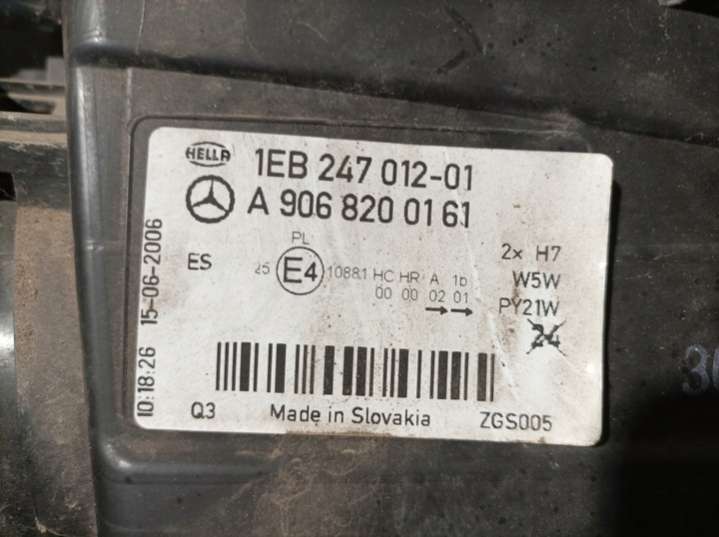 HELLA
1EB 247 012-01
A 906 820 01 61
PL
2x H7
ES
25 E4 10881 HC HR A 1b
W5W
00 00 02 01
PY21W
24
10:18:26 15-06-2006
Q3
Made in Slovakia
ZGS005